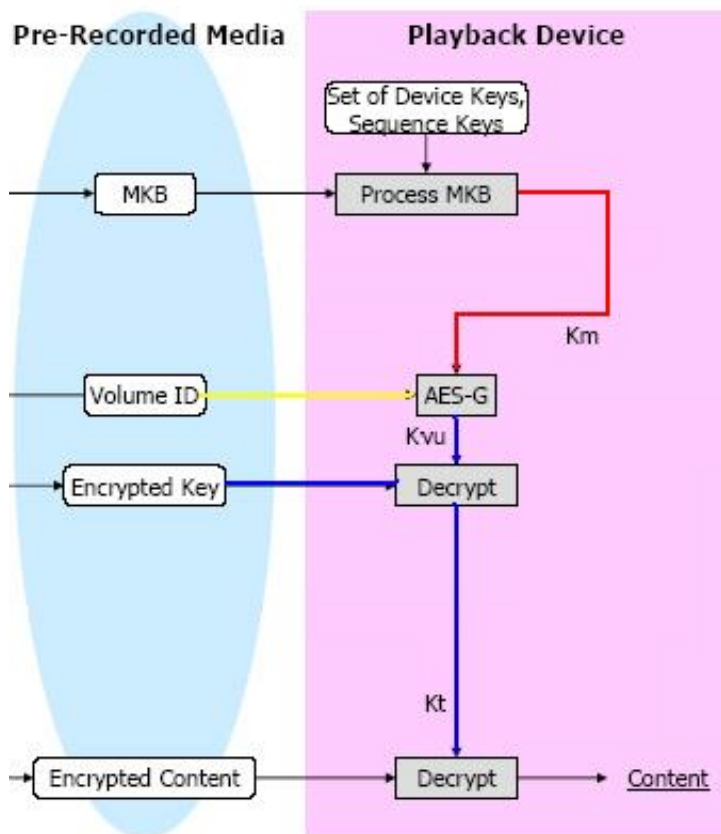 Pre-Recorded Media
Playback Device
Set of Device Keys,
Sequence Keys
MKB
Process MKB
Km
Volume ID
AES-G
Kvu
Encrypted Key
Decrypt
Kt
Encrypted Content
Decrypt
Content